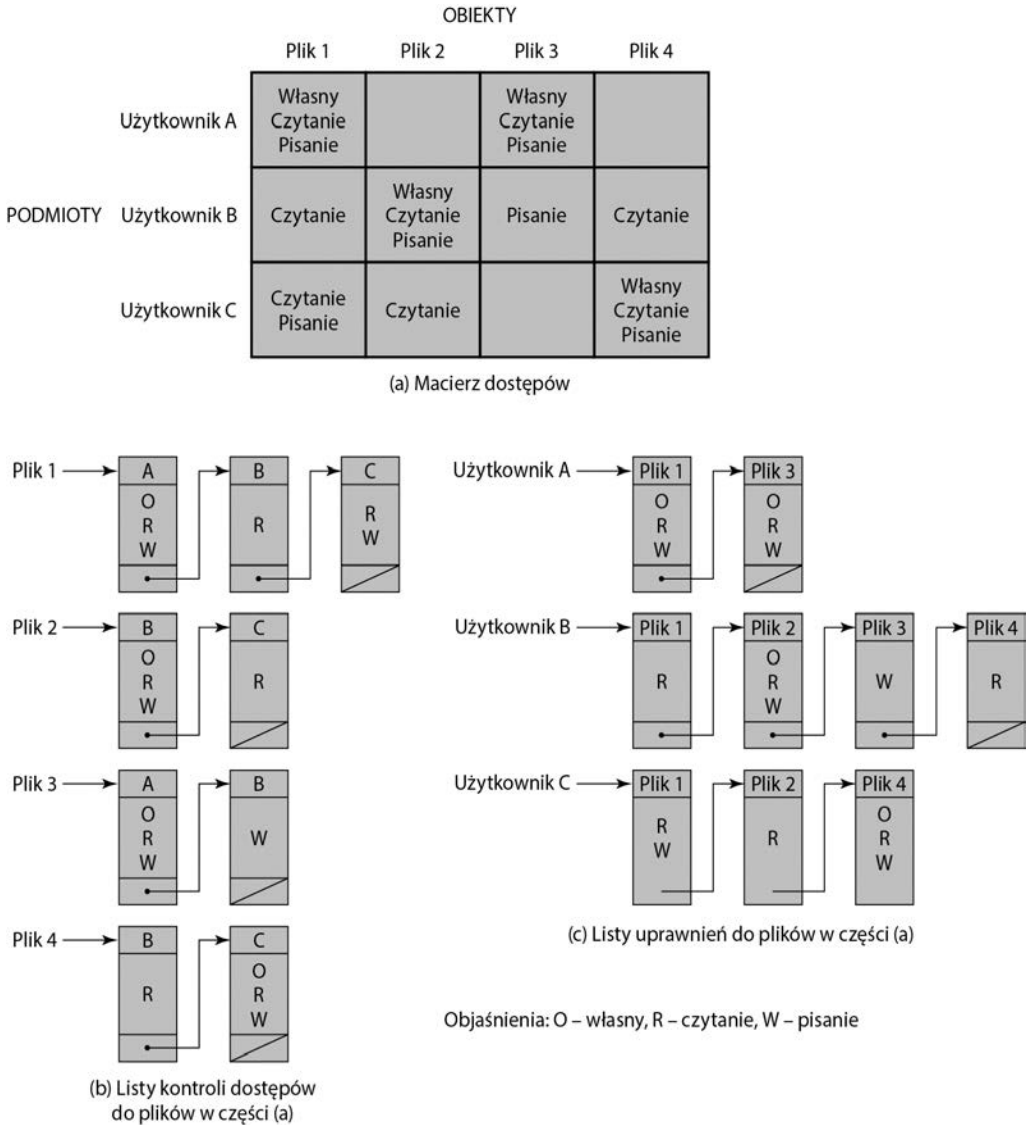 OBIEKTY
Plik 1 Plik 2 Plik 3 Plik 4
Użytkownik A
Własny
Czytanie
Pisanie
Własny
Czytanie
Pisanie
PODMIOTY
Użytkownik B
Czytanie
Własny
Czytanie
Pisanie
Pisanie
Czytanie
Użytkownik C
Czytanie
Pisanie
Czytanie
Własny
Czytanie
Pisanie
(a) Macierz dostępów
Plik 1
A
O
R
W
B
R
C
R
W
Plik 2
B
O
R
W
C
R
Plik 3
A
O
R
W
B
W
Plik 4
B
R
C
O
R
W
(b) Listy kontroli dostępów
do plików w części (a)
Użytkownik A
Plik 1
O
R
W
Plik 3
O
R
W
Użytkownik B
Plik 1
R
Plik 2
O
R
W
Plik 3
W
Plik 4
R
Użytkownik C
Plik 1
R
W
Plik 2
R
Plik 4
O
R
W
(c) Listy uprawnień do plików w części (a)
Objaśnienia: O – własny, R – czytanie, W – pisanie